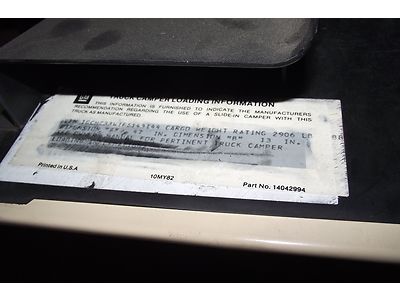 GM
TRUCK CAMPER LOADING INFORMATION
THIS INFORMATION IS FURNISHED TO INDICATE THE MANUFACTURERS
RECOMMENDATION REGARDING THE USE OF A SLIDE-IN CAMPER WITH THIS
TRUCK AS MANUFACTURED.
CARGO WEIGHT RATING 2906 LB
IN. DIMENSION "B" IN.
FOR PERTINENT TRUCK CAMPER
Printed in U.S.A
10MY82
Part No. 14042994